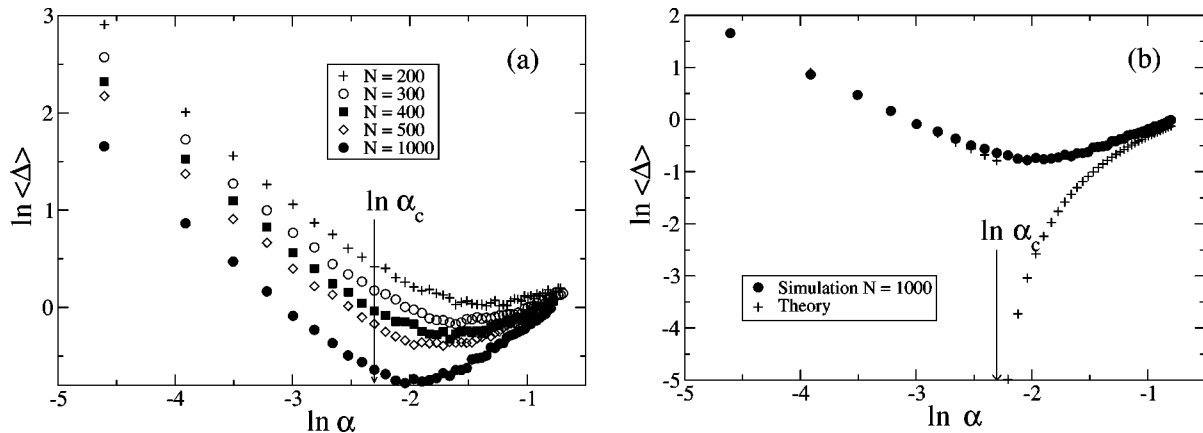 3
2
1
0
-5
-4
-3
-2
-1
ln α
ln <Δ>
(a)
N = 200
N = 300
N = 400
N = 500
N = 1000
ln α_c
2
1
0
-1
-2
-3
-4
-5
-5
-4
-3
-2
-1
ln α
ln <Δ>
(b)
ln α_c
Simulation N = 1000
Theory